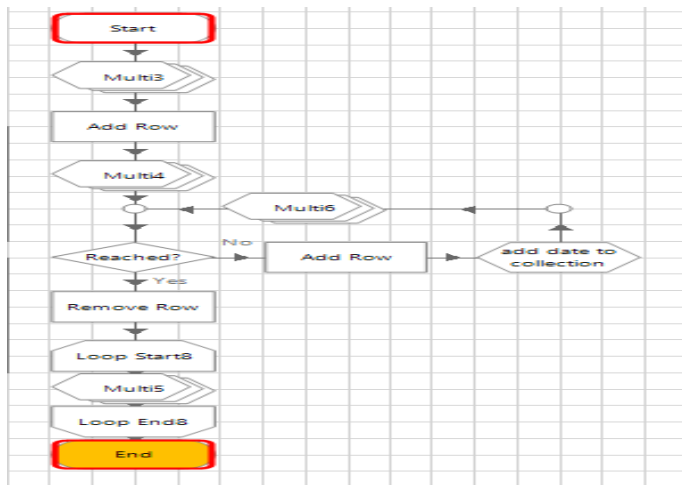 Start
Multi3
Add Row
Multi4
Multi6
Reached?
No
Add Row
add date to
collection
Yes
Remove Row
Loop Start8
Multi5
Loop End8
End